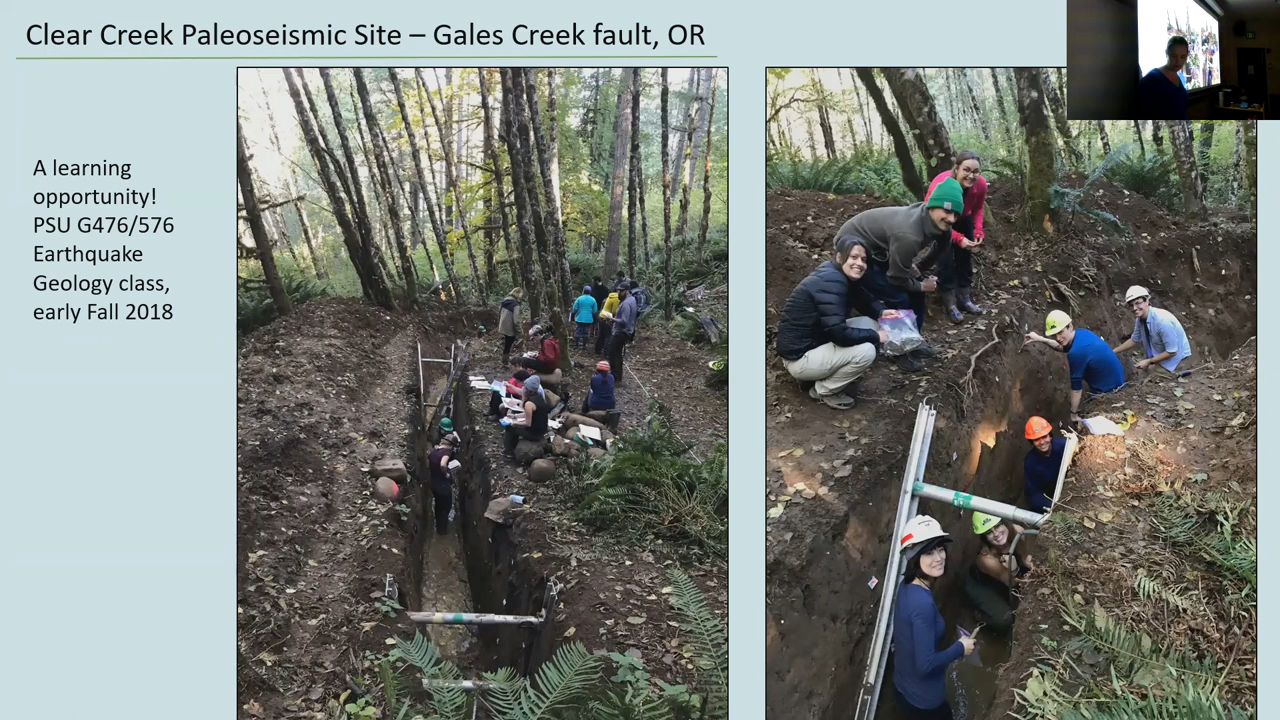 Clear Creek Paleoseismic Site – Gales Creek fault, OR
A learning
opportunity!
PSU G476/576
Earthquake
Geology class,
early Fall 2018